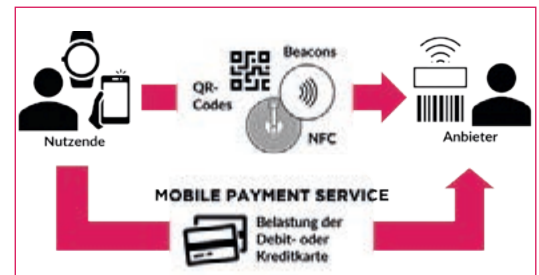 Beacons
QR-
Codes
NFC
Nutzende
Anbieter
MOBILE PAYMENT SERVICE
Belastung der
Debit- oder
Kreditkarte